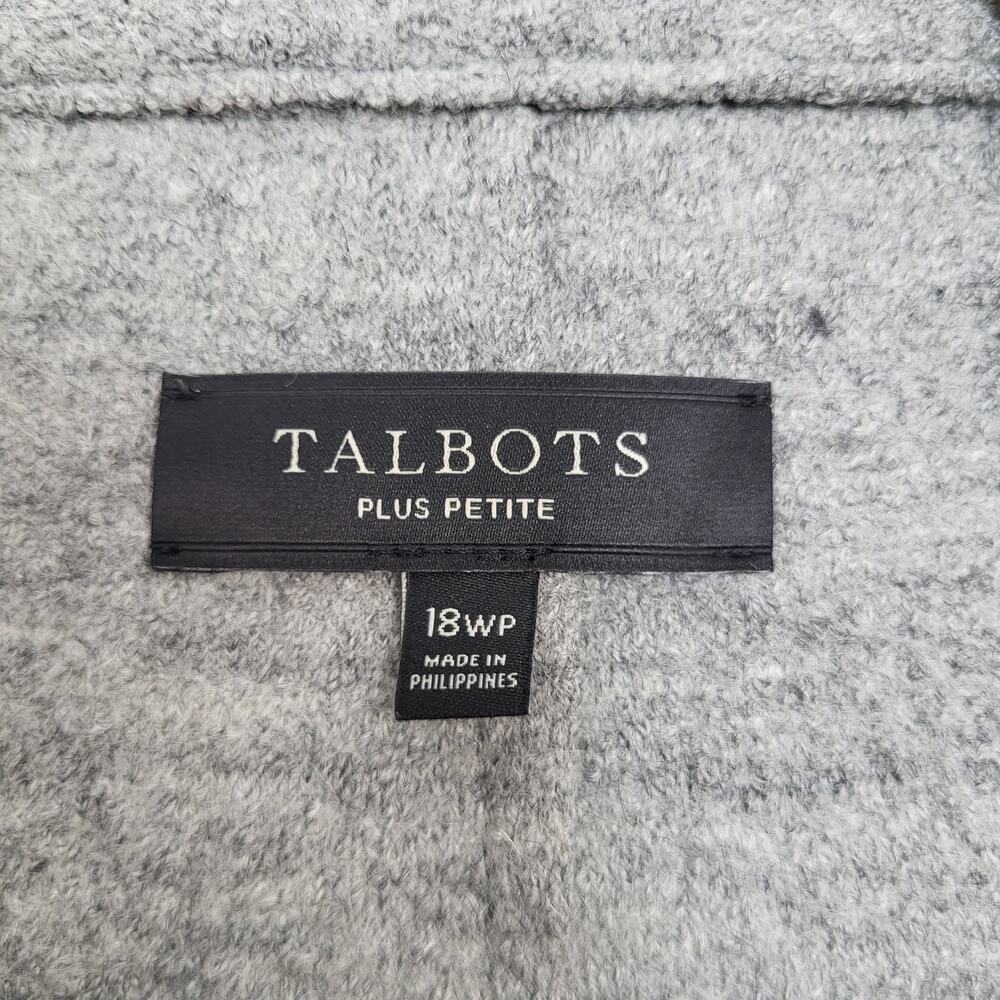 TALBOTS
PLUS PETITE
18WP
MADE IN
PHILIPPINES